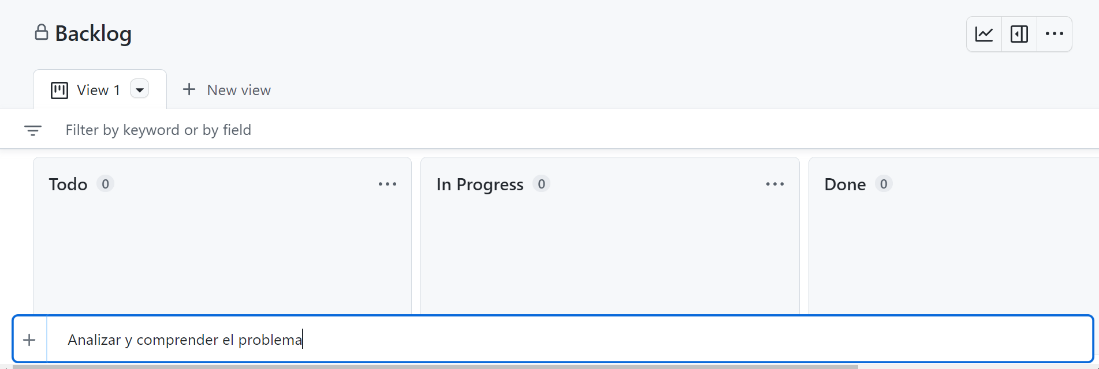 Backlog
View 1
New view
Filter by keyword or by field
Todo 0
In Progress 0
Done 0
Analizar y comprender el problema